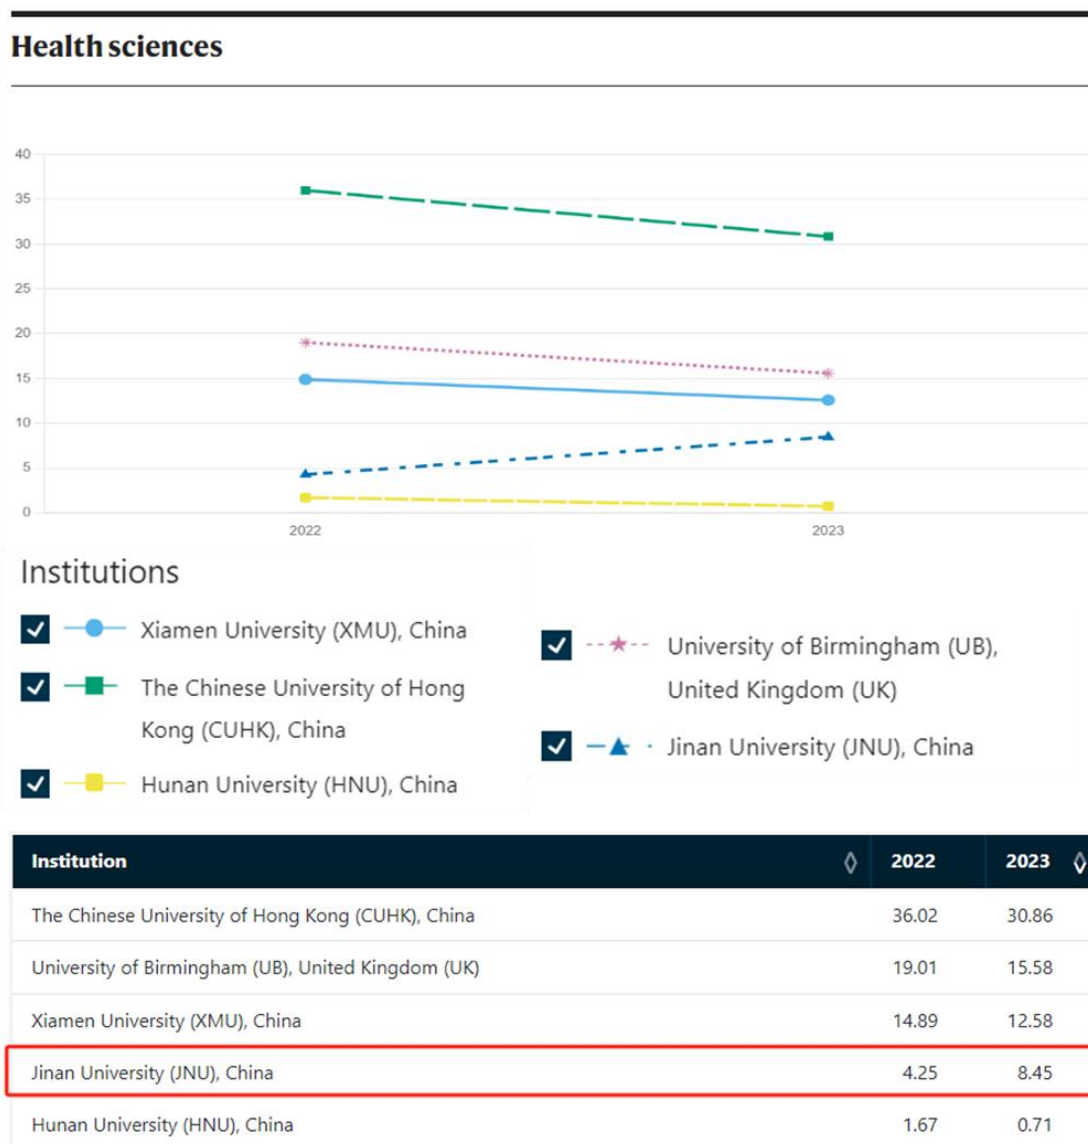 Health sciences
40
35
30
25
20
15
10
5
0
2022 2023
Institutions
Xiamen University (XMU), China
The Chinese University of Hong
Kong (CUHK), China
Hunan University (HNU), China
University of Birmingham (UB),
United Kingdom (UK)
Jinan University (JNU), China
Institution 2022 2023
The Chinese University of Hong Kong (CUHK), China 36.02 30.86
University of Birmingham (UB), United Kingdom (UK) 19.01 15.58
Xiamen University (XMU), China 14.89 12.58
Jinan University (JNU), China 4.25 8.45
Hunan University (HNU), China 1.67 0.71